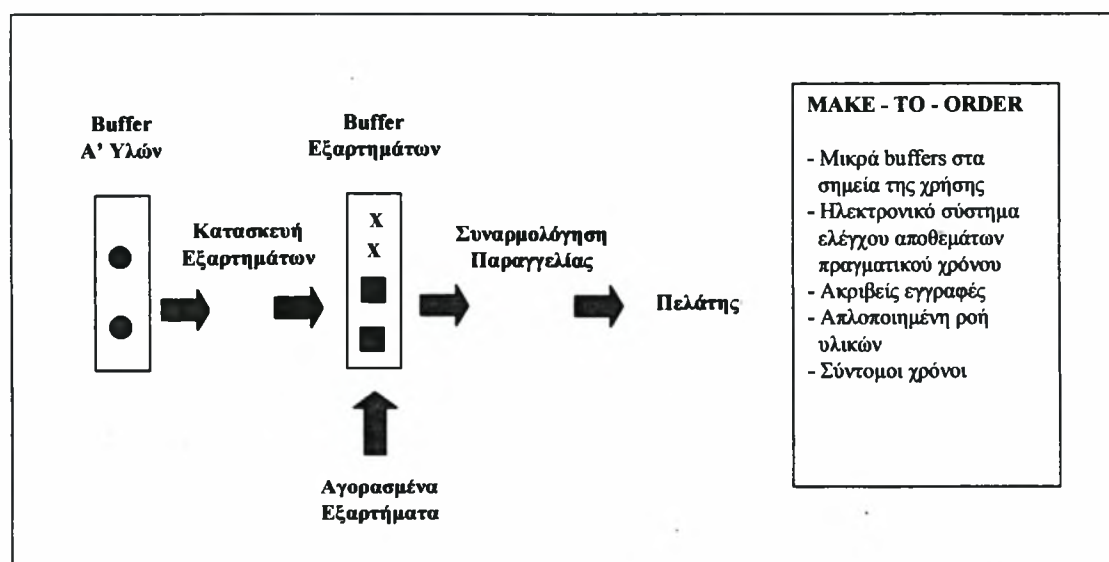 Buffer
Α' Υλών
Κατασκευή
Εξαρτημάτων
Buffer
Εξαρτημάτων
X
X
Αγορασμένα
Εξαρτήματα
Συναρμολόγηση
Παραγγελίας
Πελάτης
MAKE - TO - ORDER
- Μικρά buffers στα
σημεία της χρήσης
- Ηλεκτρονικό σύστημα
ελέγχου αποθεμάτων
πραγματικού χρόνου
- Ακριβείς εγγραφές
- Απλοποιημένη ροή
υλικών
- Σύντομοι χρόνοι